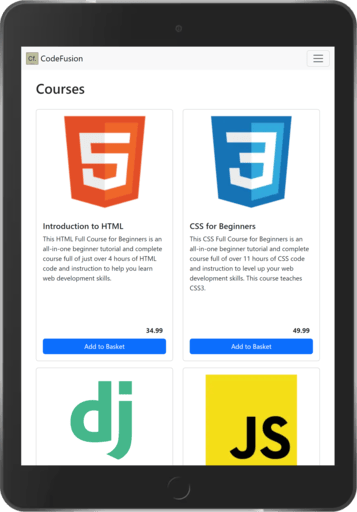 Cf. CodeFusion
Courses
Introduction to HTML
This HTML Full Course for Beginners is an
all-in-one beginner tutorial and complete
course full of just over 4 hours of HTML
code and instruction to help you learn
web development skills.
34.99
Add to Basket
CSS for Beginners
This CSS Full Course for Beginners is an
all-in-one beginner tutorial and complete
course full of over 11 hours of CSS code
and instruction to level up your web
development skills. This course teaches
CSS3.
49.99
Add to Basket
dj
JS